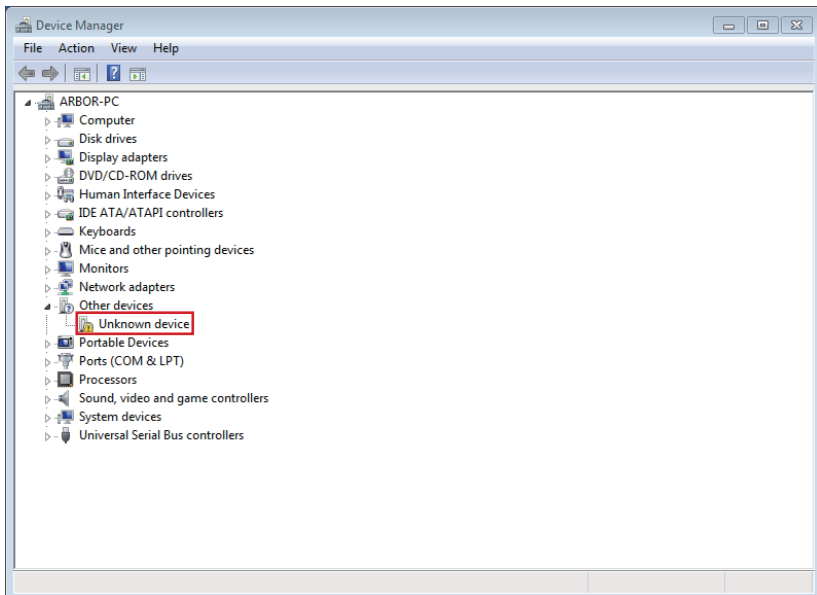 Device Manager
File Action View Help
ARBOR-PC
Computer
Disk drives
Display adapters
DVD/CD-ROM drives
Human Interface Devices
IDE ATA/ATAPI controllers
Keyboards
Mice and other pointing devices
Monitors
Network adapters
Other devices
Unknown device
Portable Devices
Ports (COM & LPT)
Processors
Sound, video and game controllers
System devices
Universal Serial Bus controllers